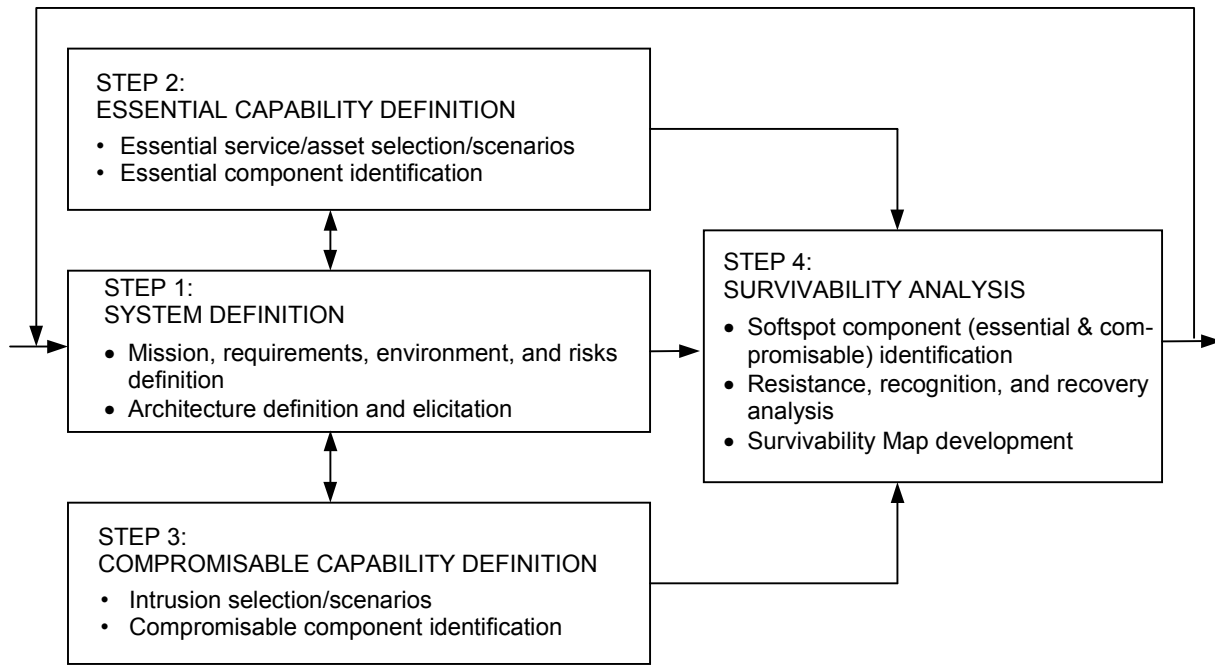 STEP 2:
ESSENTIAL CAPABILITY DEFINITION
• Essential service/asset selection/scenarios
• Essential component identification
STEP 1:
SYSTEM DEFINITION
• Mission, requirements, environment, and risks
definition
• Architecture definition and elicitation
STEP 4:
SURVIVABILITY ANALYSIS
• Softspot component (essential & com-
promisable) identification
• Resistance, recognition, and recovery
analysis
• Survivability Map development
STEP 3:
COMPROMISABLE CAPABILITY DEFINITION
• Intrusion selection/scenarios
• Compromisable component identification